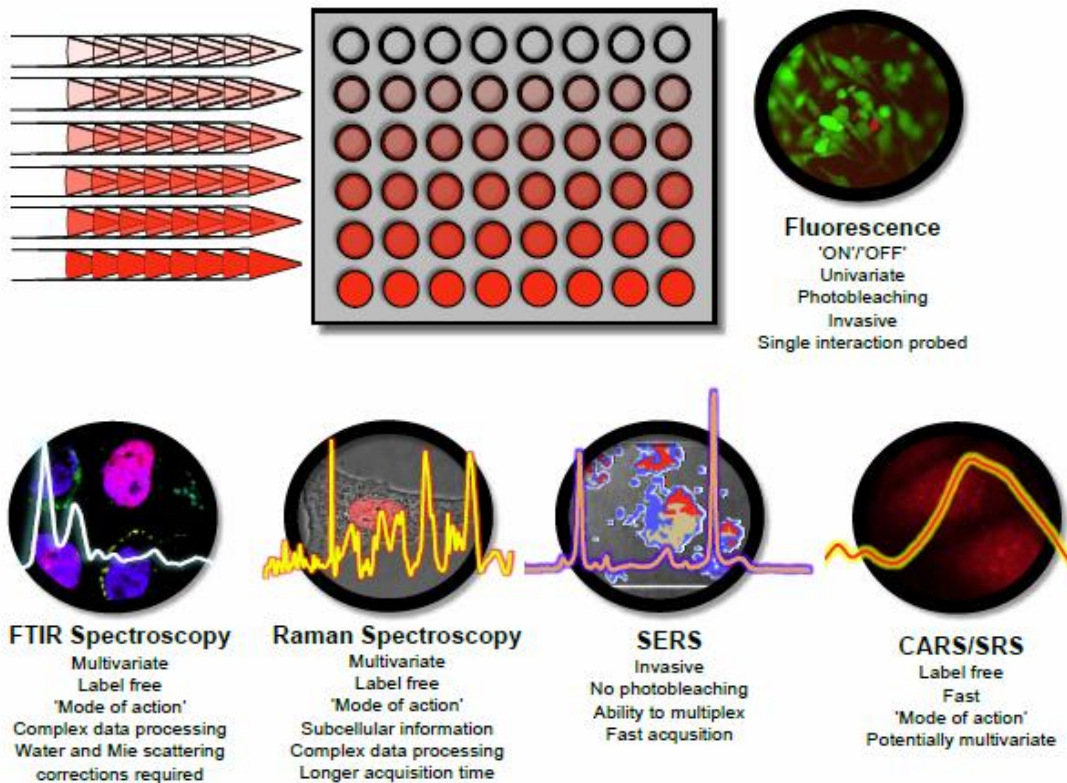 Fluorescence
'ON'/'OFF'
Univariate
Photobleaching
Invasive
Single interaction probed
FTIR Spectroscopy
Multivariate
Label free
'Mode of action'
Complex data processing
Water and Mie scattering
corrections required
Raman Spectroscopy
Multivariate
Label free
'Mode of action'
Subcellular information
Complex data processing
Longer acquisition time
SERS
Invasive
No photobleaching
Ability to multiplex
Fast acqusition
CARS/SRS
Label free
Fast
'Mode of action'
Potentially multivariate